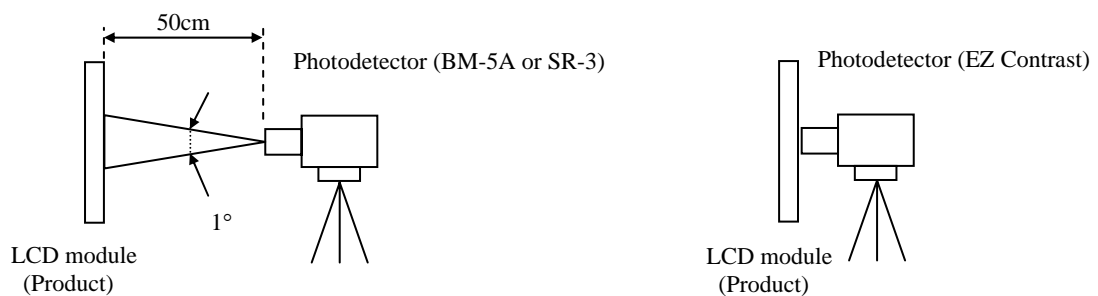 50cm
Photodetector (BM-5A or SR-3)
1°
LCD module
(Product)
Photodetector (EZ Contrast)
LCD module
(Product)